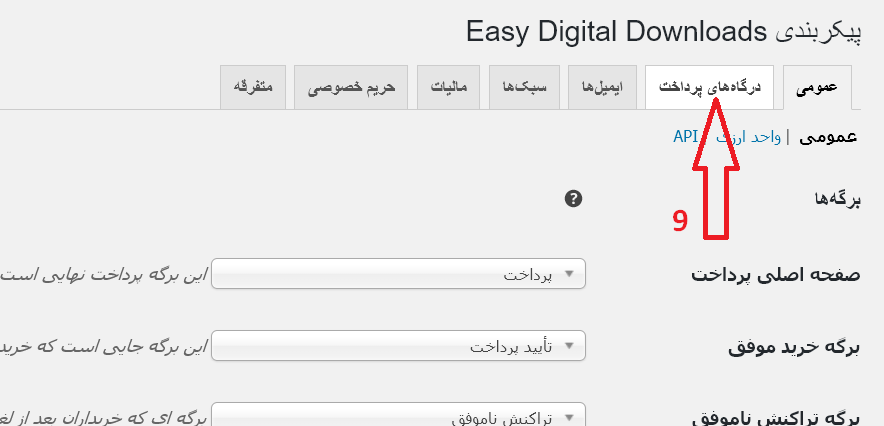 پیکربندی Easy Digital Downloads
عمومی درگاه‌های پرداخت ایمیل‌ها سبک‌ها مالیات حریم خصوصی متفرقه
عمومی | واحد ارزی API
برگه‌ها ?
9
صفحه اصلی پرداخت پرداخت این برگه پرداخت نهایی است
برگه خرید موفق تأیید پرداخت این برگه جایی است که
برگه تراکنش ناموفق تراکنش ناموفق برگه ای که خریداران بعد از